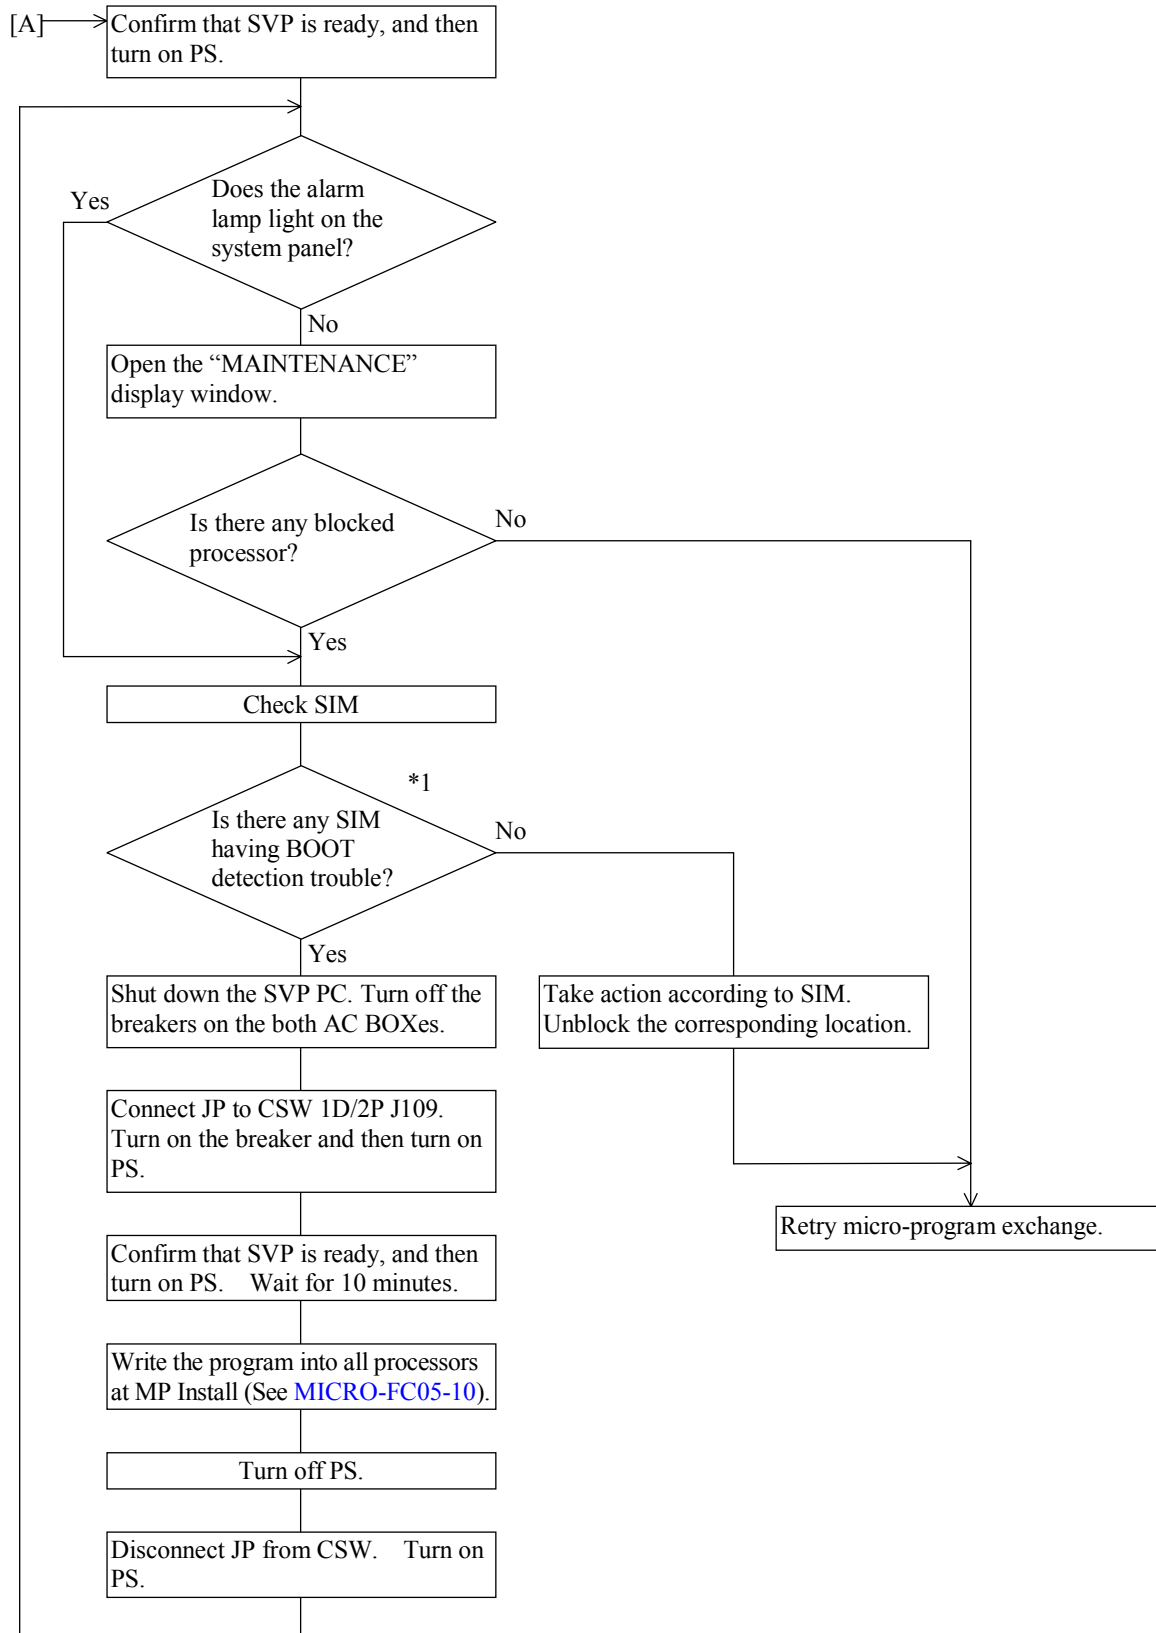 [A]
Confirm that SVP is ready, and then
turn on PS.
Does the alarm
lamp light on the
system panel?
Yes
No
Open the “MAINTENANCE”
display window.
Is there any blocked
processor?
No
Yes
Check SIM
*1
Is there any SIM
having BOOT
detection trouble?
No
Yes
Shut down the SVP PC. Turn off the
breakers on the both AC BOXes.
Take action according to SIM.
Unblock the corresponding location.
Connect JP to CSW 1D/2P J109.
Turn on the breaker and then turn on
PS.
Retry micro-program exchange.
Confirm that SVP is ready, and then
turn on PS. Wait for 10 minutes.
Write the program into all processors
at MP Install (See MICRO-FC05-10).
Turn off PS.
Disconnect JP from CSW. Turn on
PS.